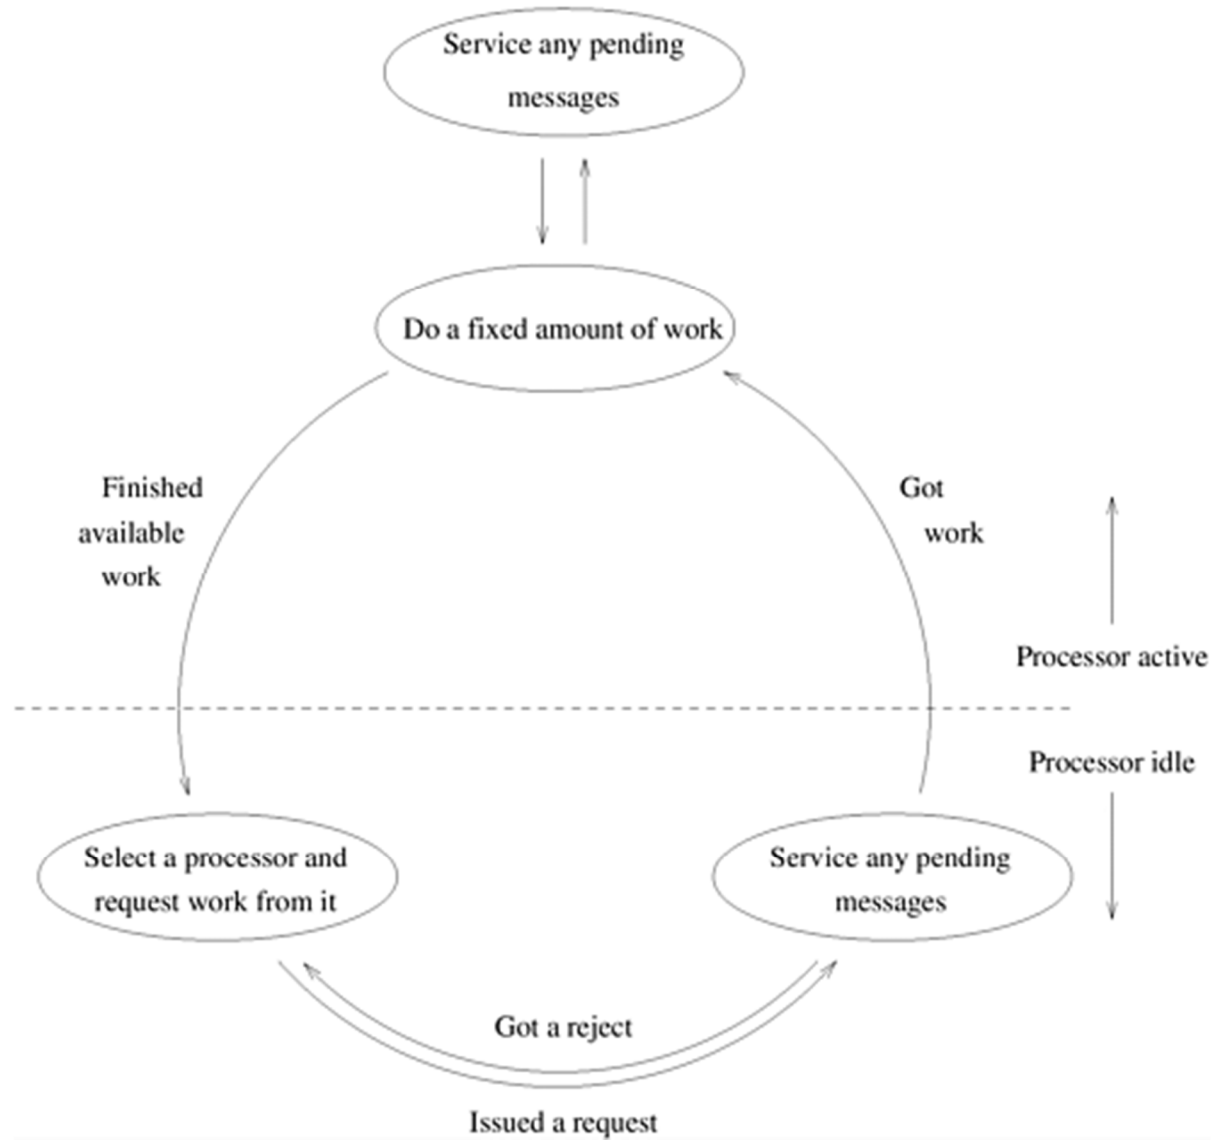 Service any pending
messages
Do a fixed amount of work
Finished
available
work
Got
work
Processor active
Processor idle
Select a processor and
request work from it
Service any pending
messages
Got a reject
Issued a request